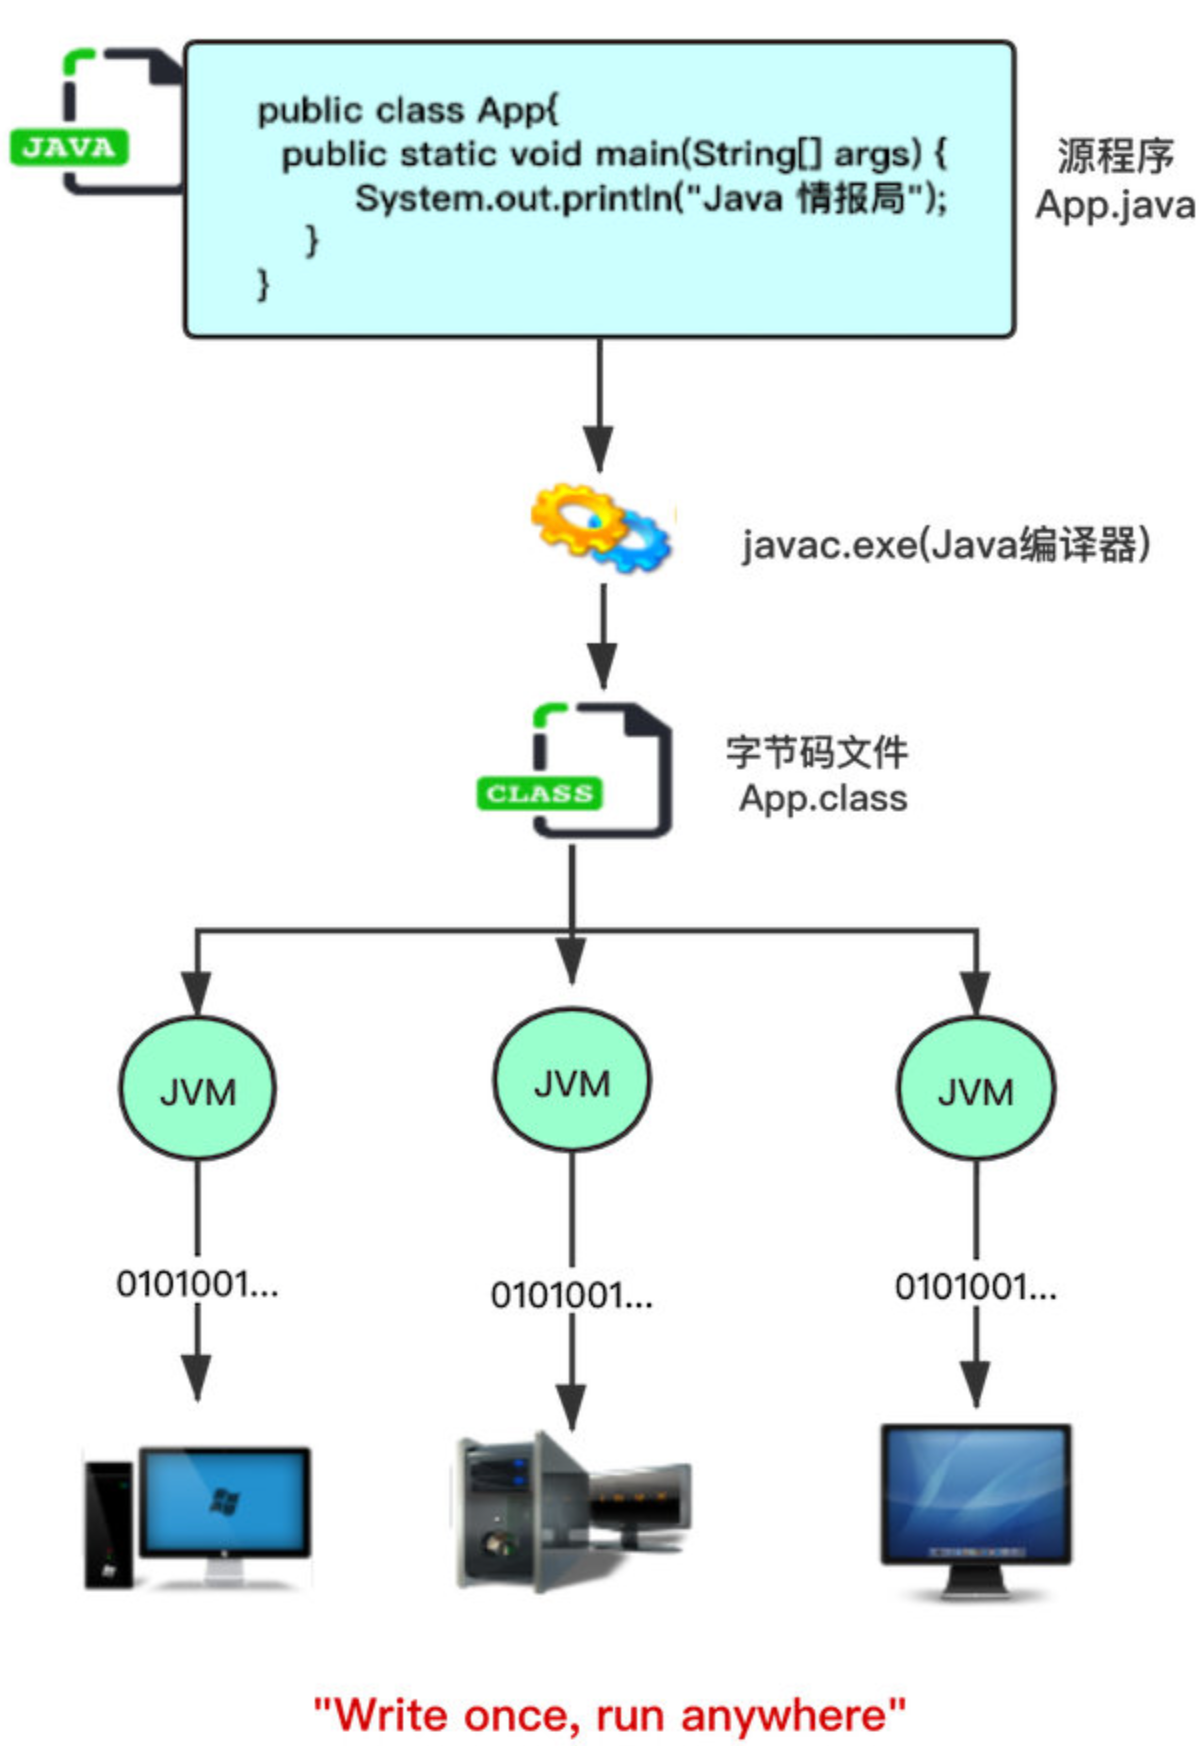 JAVA
public class App{
public static void main(String[] args) {
System.out.println("Java 情报局");
}
}
源程序
App.java
javac.exe(Java编译器)
CLASS
字节码文件
App.class
JVM
JVM
JVM
0101001...
0101001...
0101001...
"Write once, run anywhere"